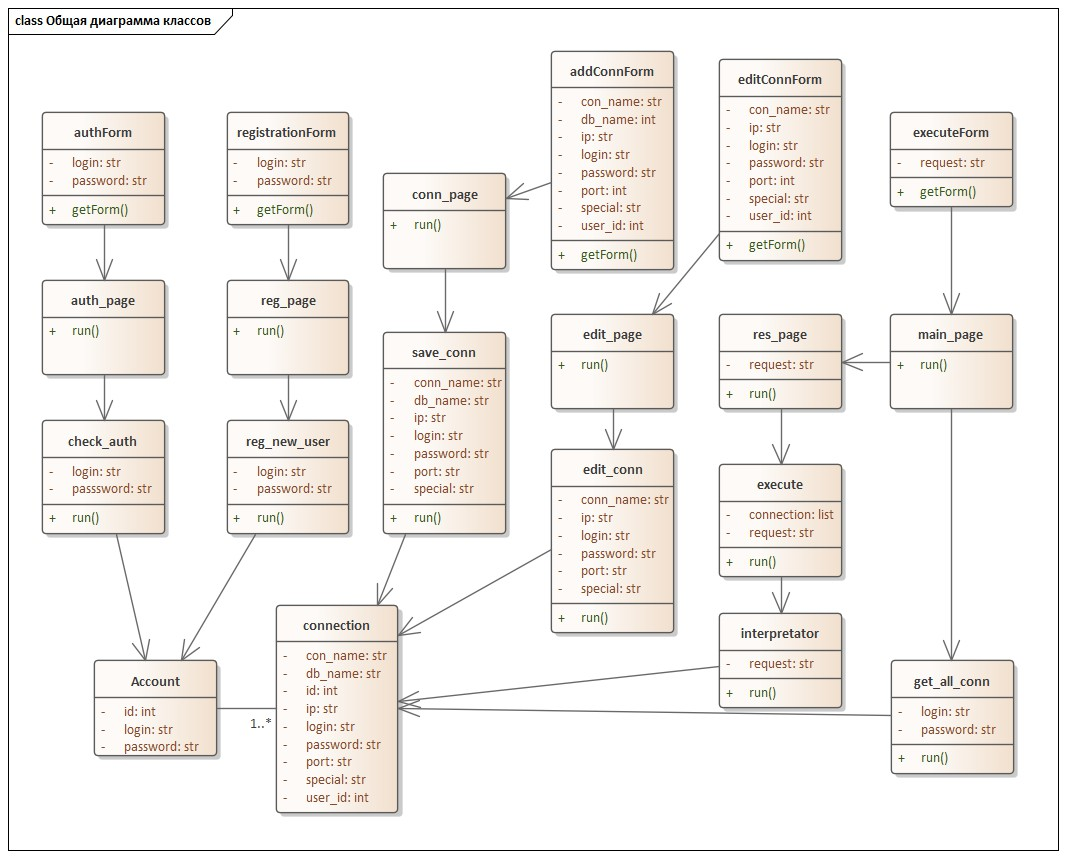 class Общая диаграмма классов
authForm
- login: str
- password: str
+ getForm()
registrationForm
- login: str
- password: str
+ getForm()
conn_page
+ run()
addConnForm
- con_name: str
- db_name: int
- ip: str
- login: str
- password: str
- port: int
- special: str
- user_id: int
+ getForm()
editConnForm
- con_name: str
- ip: str
- login: str
- password: str
- port: int
- special: str
- user_id: int
+ getForm()
executeForm
- request: str
+ getForm()
auth_page
+ run()
reg_page
+ run()
save_conn
- conn_name: str
- db_name: str
- ip: str
- login: str
- password: str
- port: str
- special: str
+ run()
edit_page
+ run()
res_page
- request: str
+ run()
main_page
+ run()
check_auth
- login: str
- passsword: str
+ run()
reg_new_user
- login: str
- password: str
+ run()
edit_conn
- conn_name: str
- ip: str
- login: str
- password: str
- port: str
- special: str
+ run()
execute
- connection: list
- request: str
+ run()
interpretator
- request: str
+ run()
Account
- id: int
- login: str
- password: str
1..*
connection
- con_name: str
- db_name: str
- id: int
- ip: str
- login: str
- password: str
- port: str
- special: str
- user_id: int
get_all_conn
- login: str
- password: str
+ run()